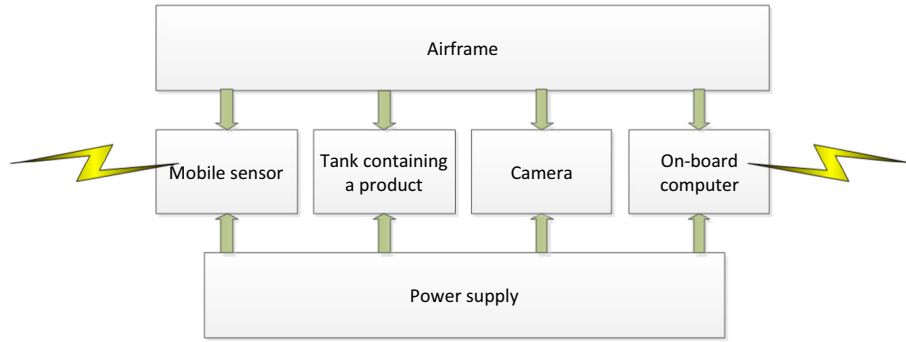 Airframe
Mobile sensor
Tank containing
a product
Camera
On-board
computer
Power supply